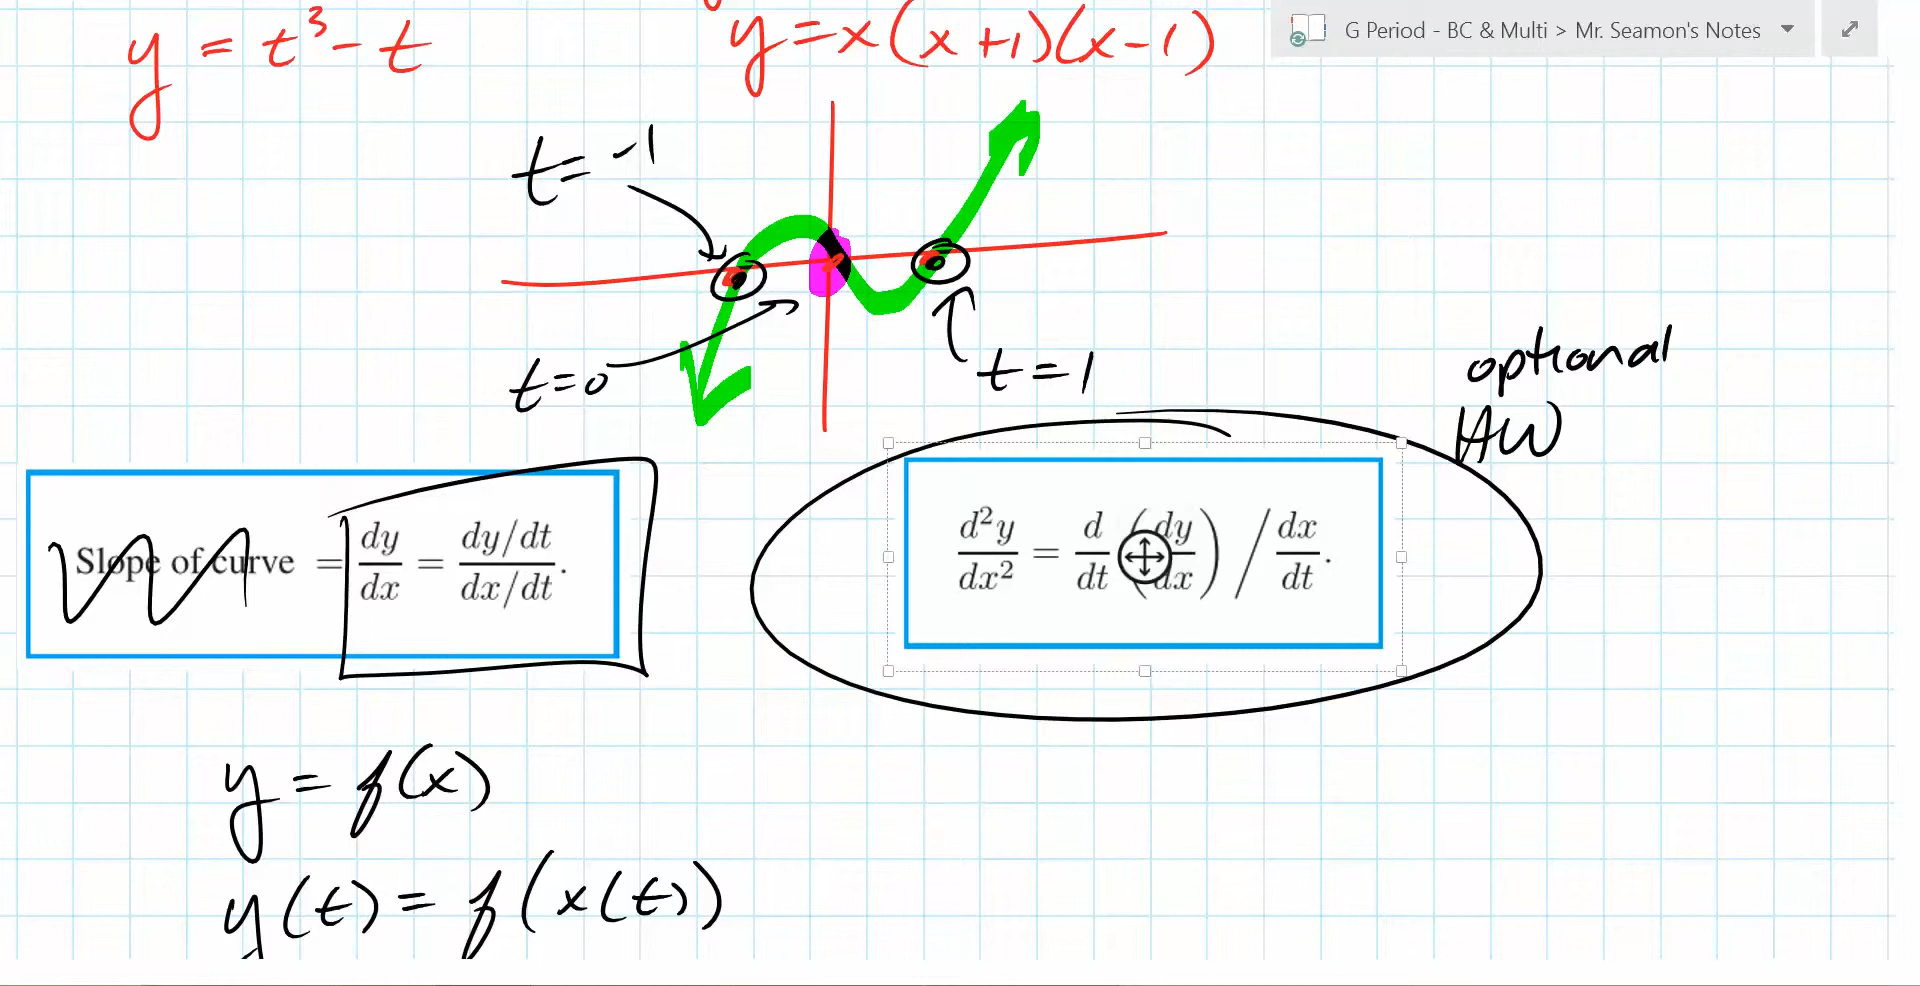 y = t³ - t
y = x(x+1)(x-1)
G Period - BC & Multi > Mr. Seamon's Notes
t = -1
t = 0
t = 1
optional
HW
Slope of curve = dy/dx = (dy/dt)/(dx/dt).
d²y/dx² = d/dt (dy/dx) / dx/dt.
y = f(x)
y(t) = f(x(t))